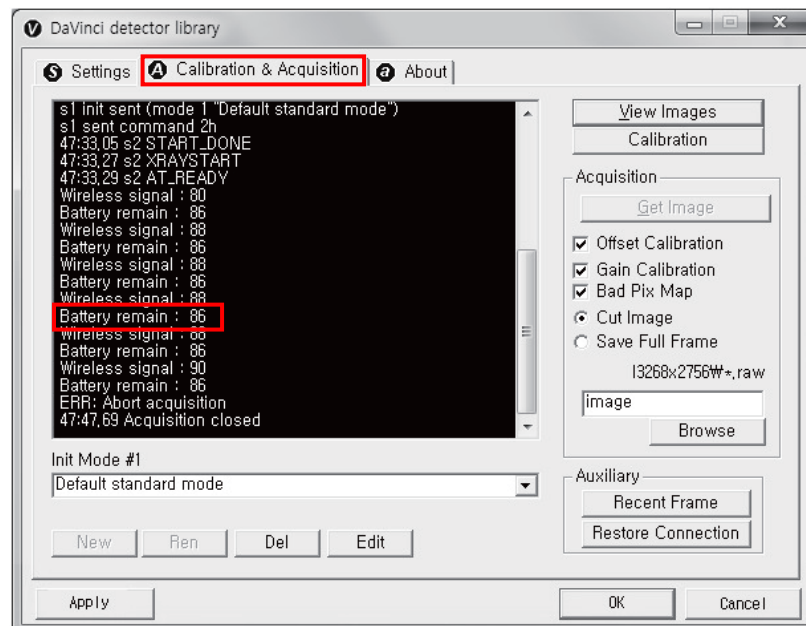 DaVinci detector library
Settings
Calibration & Acquisition
About
s1 init sent (mode 1 "Default standard mode")
s1 sent command 2h
47:33,05 s2 START_DONE
47:33,27 s2 XRAYSTART
47:33,29 s2 AT_READY
Wireless signal : 80
Battery remain : 86
Wireless signal : 88
Battery remain : 86
Wireless signal : 88
Battery remain : 86
Wireless signal : 88
Battery remain : 86
Wireless signal : 88
Battery remain : 86
Wireless signal : 90
Battery remain : 86
ERR: Abort acquisition
47:47,69 Acquisition closed
Init Mode #1
Default standard mode
New
Ren
Del
Edit
View Images
Calibration
Acquisition
Get Image
Offset Calibration
Gain Calibration
Bad Pix Map
Cut Image
Save Full Frame
I3268x2756₩*,raw
image
Browse
Auxiliary
Recent Frame
Restore Connection
Apply
OK
Cancel